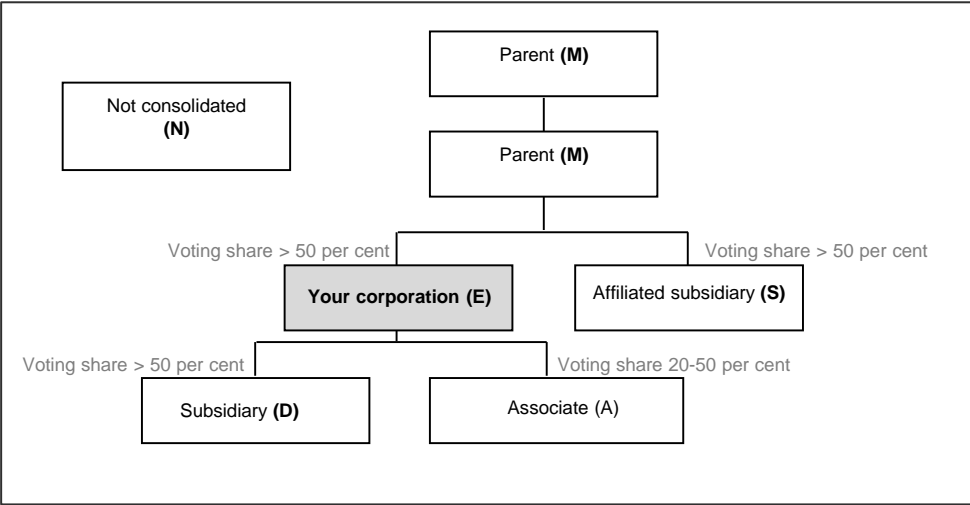 Parent (M)
Not consolidated
(N)
Parent (M)
Voting share > 50 per cent
Voting share > 50 per cent
Your corporation (E)
Affiliated subsidiary (S)
Voting share > 50 per cent
Voting share 20-50 per cent
Subsidiary (D)
Associate (A)